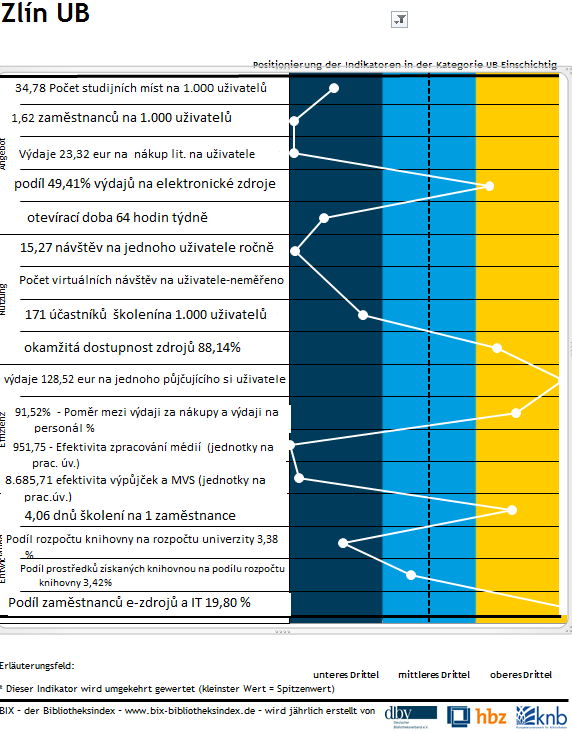 Zlín UB
Positionierung der Indikatoren in der Kategorie UB Einschichtig
Angebot
34,78 Počet studijních míst na 1.000 uživatelů
1,62 zaměstnanců na 1.000 uživatelů
Výdaje 23,32 eur na nákup lit. na uživatele
podíl 49,41% výdajů na elektronické zdroje
otevírací doba 64 hodin týdně
Nutzung
15,27 návštěv na jednoho uživatele ročně
Počet virtuálních návštěv na uživatele-neměřeno
171 účastníků školenína 1.000 uživatelů
okamžitá dostupnost zdrojů 88,14%
Effizienz
výdaje 128,52 eur na jednoho půjčujícího si uživatele
91,52% - Poměr mezi výdaji za nákupy a výdaji na
personál %
951,75 - Efektivita zpracování médií (jednotky na
prac. úv.)
8.685,71 efektivita výpůjček a MVS (jednotky na
prac.úv.)
4,06 dnů školení na 1 zaměstnance
Podíl rozpočtu knihovny na rozpočtu univerzity 3,38
%
Podíl prostředků získaných knihovnou na podílu rozpočtu
knihovny 3,42%
Podíl zaměstnanců e-zdrojů a IT 19,80 %
Erläuterungsfeld:
unteres Drittel mittleres Drittel oberes Drittel
* Dieser Indikator wird umgekehrt gewertet (kleinster Wert = Spitzenwert)
BIX - der Bibliotheksindex - www.bix-bibliotheksindex.de - wird jährlich erstellt von
dbv
hbz
knb